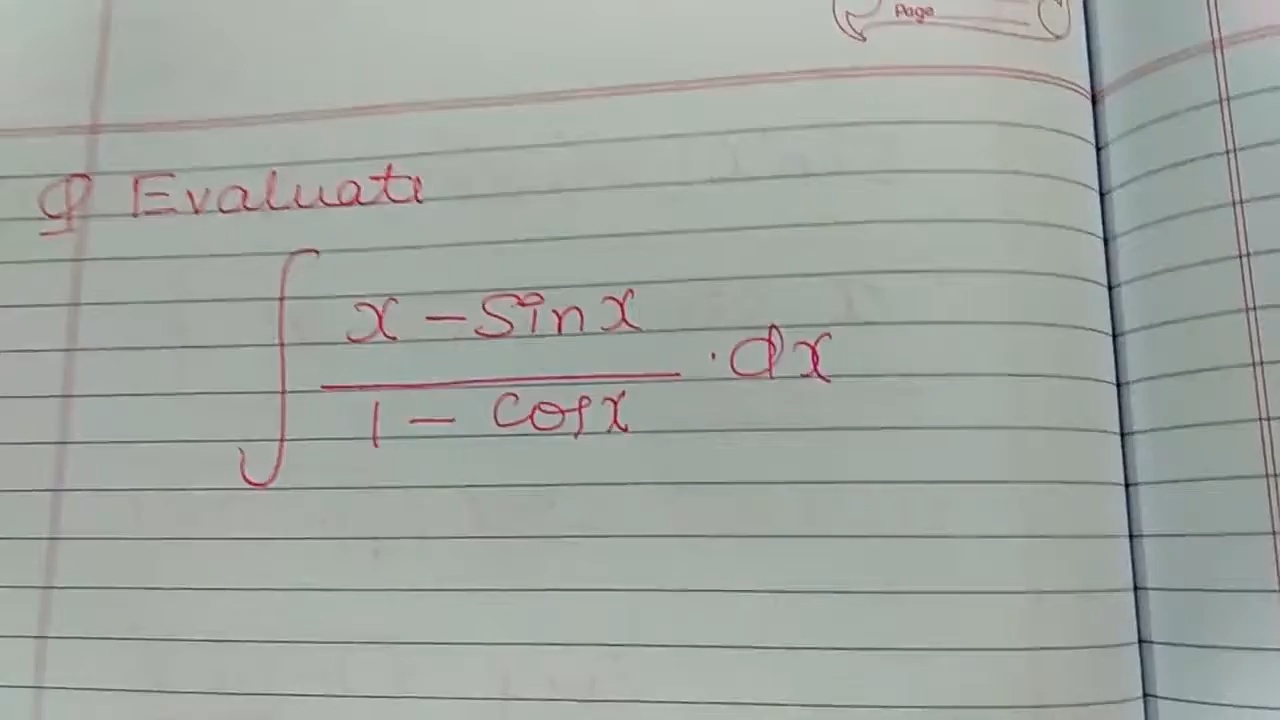 Page
Q Evaluate
∫ (x - Sin x)/(1 - cos x) . dx